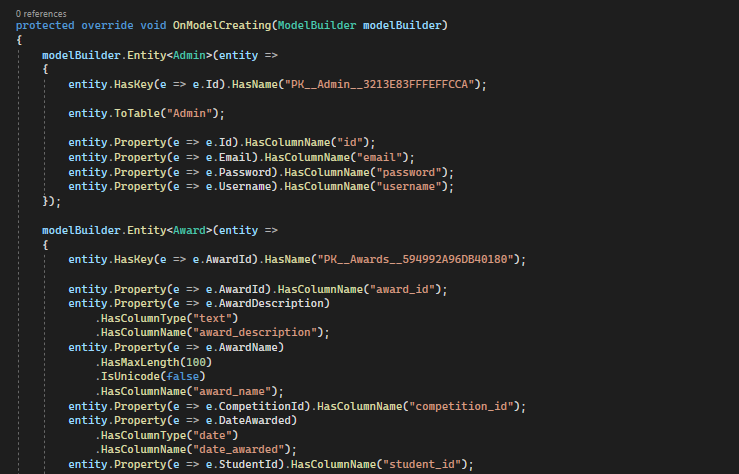 0 references
protected override void OnModelCreating(ModelBuilder modelBuilder)
{
modelBuilder.Entity<Admin>(entity =>
{
entity.HasKey(e => e.Id).HasName("PK__Admin__3213E83FFFEFFCCA");
entity.ToTable("Admin");
entity.Property(e => e.Id).HasColumnName("id");
entity.Property(e => e.Email).HasColumnName("email");
entity.Property(e => e.Password).HasColumnName("password");
entity.Property(e => e.Username).HasColumnName("username");
});
modelBuilder.Entity<Award>(entity =>
{
entity.HasKey(e => e.AwardId).HasName("PK__Awards__594992A96DB40180");
entity.Property(e => e.AwardId).HasColumnName("award_id");
entity.Property(e => e.AwardDescription)
.HasColumnType("text")
.HasColumnName("award_description");
entity.Property(e => e.AwardName)
.HasMaxLength(100)
.IsUnicode(false)
.HasColumnName("award_name");
entity.Property(e => e.CompetitionId).HasColumnName("competition_id");
entity.Property(e => e.DateAwarded)
.HasColumnType("date")
.HasColumnName("date_awarded");
entity.Property(e => e.StudentId).HasColumnName("student_id");